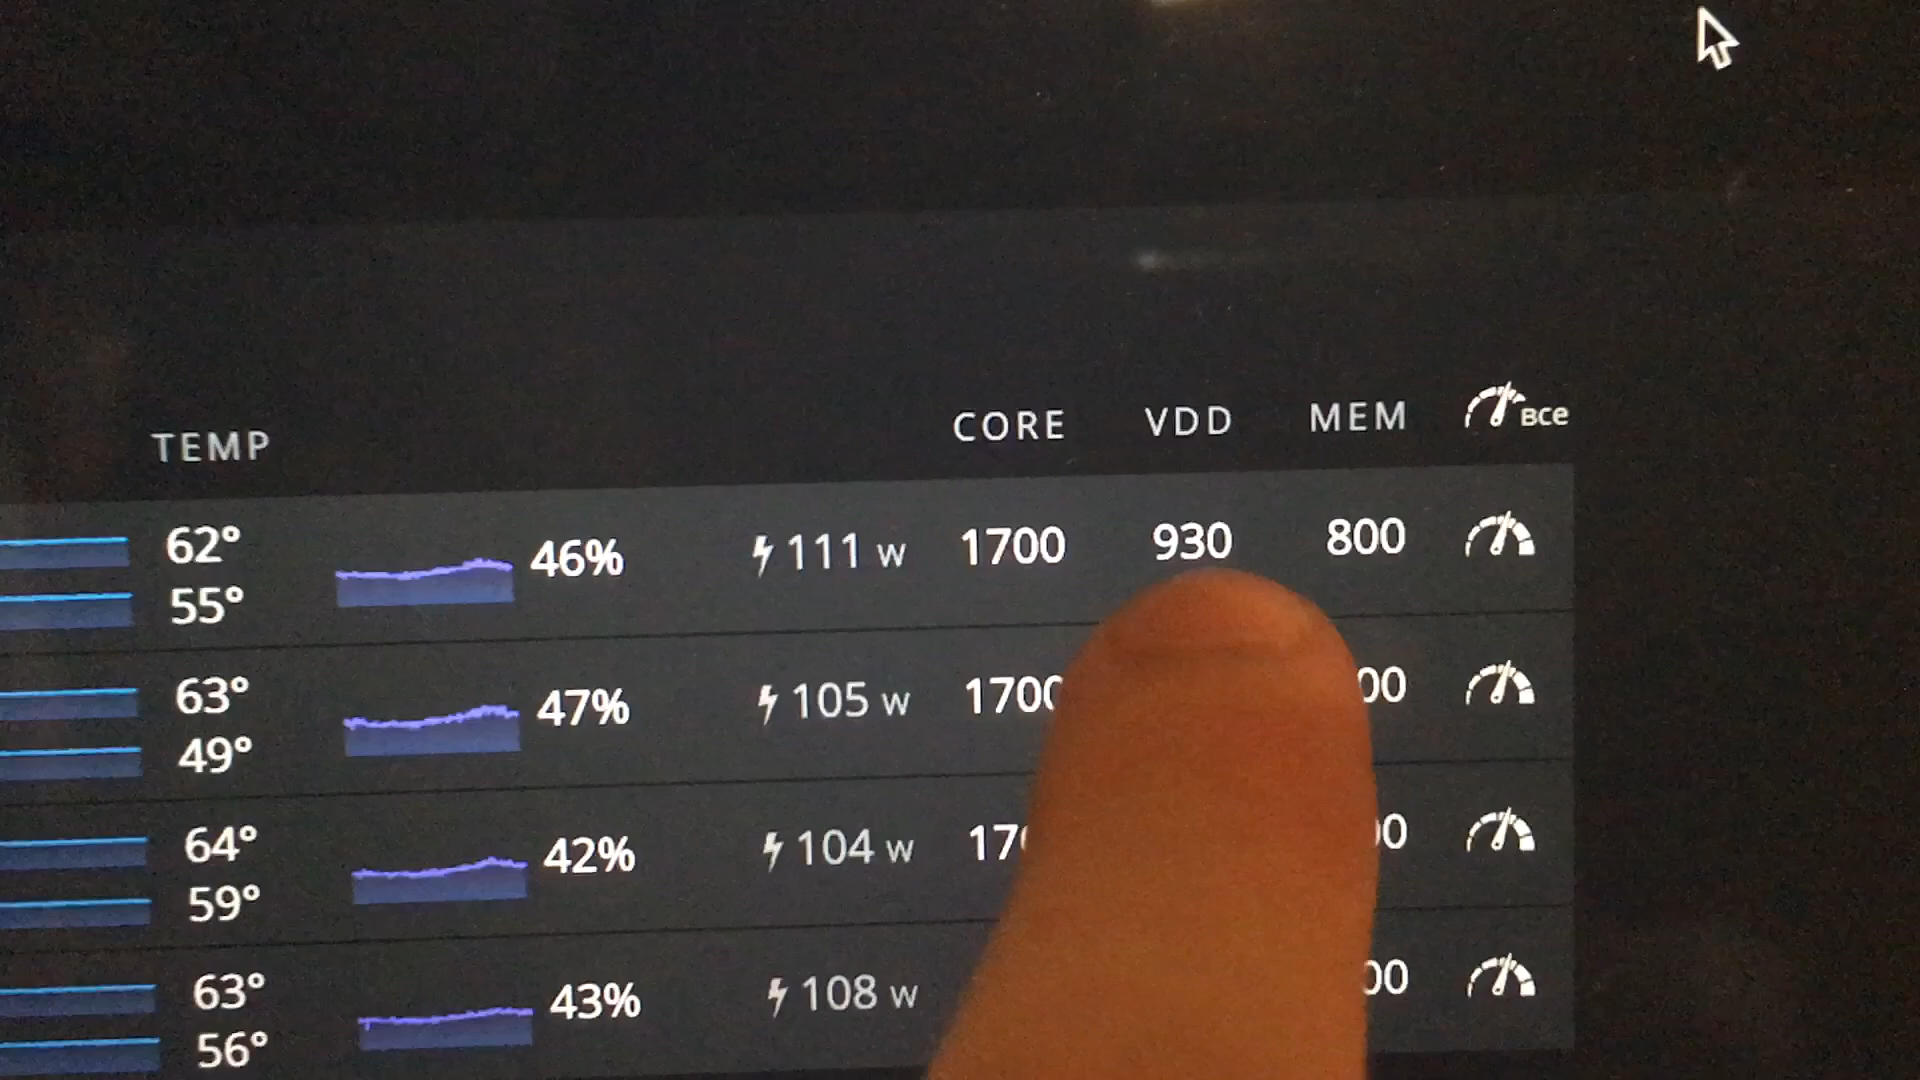 TEMP CORE VDD MEM все
62° 46% 111 w 1700 930 800
55°
63° 47% 105 w 1700
49°
64° 42% 104 w
59°
63° 43% 108 w
56°